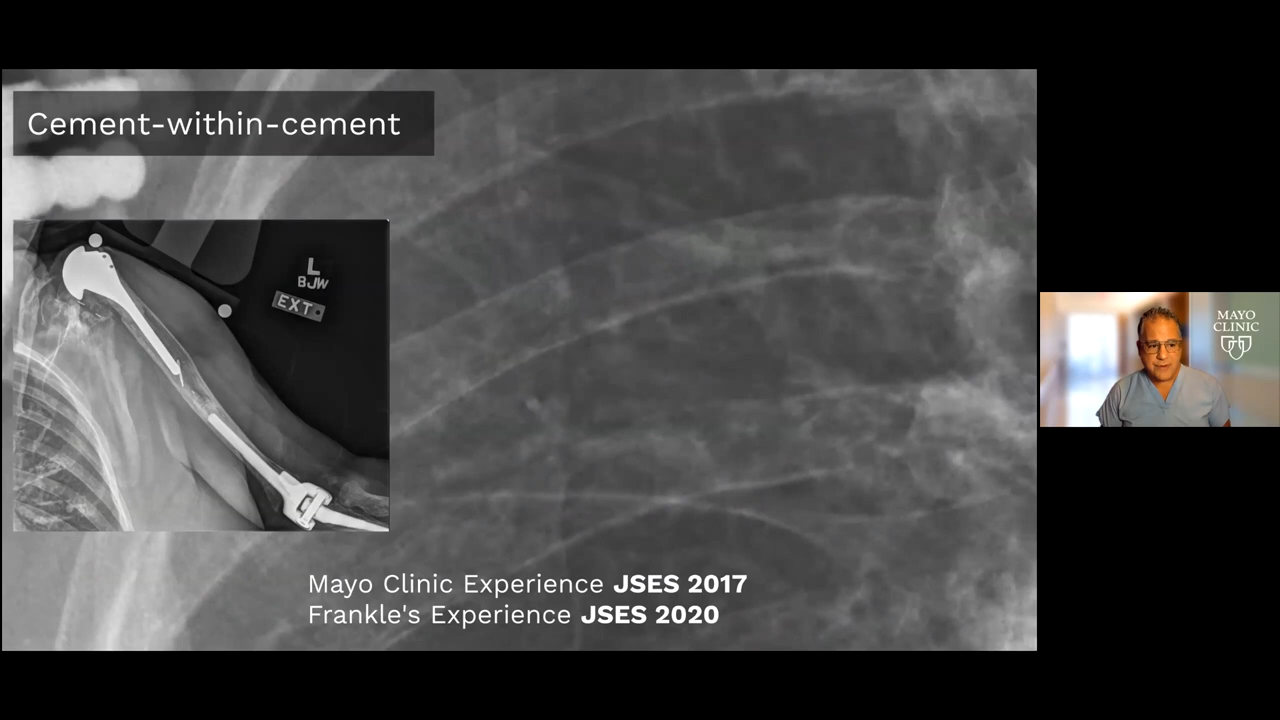 Cement-within-cement
L
BJW
EXT
Mayo Clinic Experience JSES 2017
Frankle's Experience JSES 2020
MAYO
CLINIC